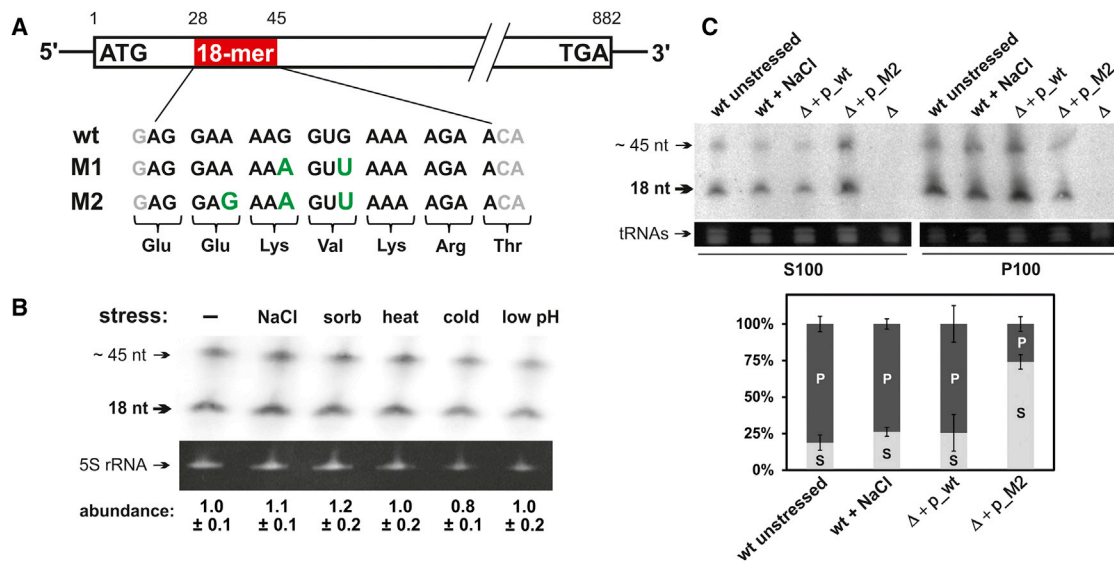 A
1 28 45 882
5' ATG 18-mer TGA 3'
wt GAG GAA AAG GUG AAA AGA ACA
M1 GAG GAA AAA GUU AAA AGA ACA
M2 GAG GAG AAA GUU AAA AGA ACA
Glu Glu Lys Val Lys Arg Thr
B
stress: – NaCl sorb heat cold low pH
~ 45 nt
18 nt
5S rRNA
abundance: 1.0 1.1 1.2 1.0 0.8 1.0
± 0.1 ± 0.1 ± 0.2 ± 0.2 ± 0.1 ± 0.2
C
wt unstressed wt + NaCl Δ + p_wt Δ + p_M2 Δ wt unstressed wt + NaCl Δ + p_wt Δ + p_M2 Δ
~ 45 nt
18 nt
tRNAs
S100 P100
100%
75%
50%
25%
0%
P P P P
S S S S
wt unstressed wt + NaCl Δ + p_wt Δ + p_M2